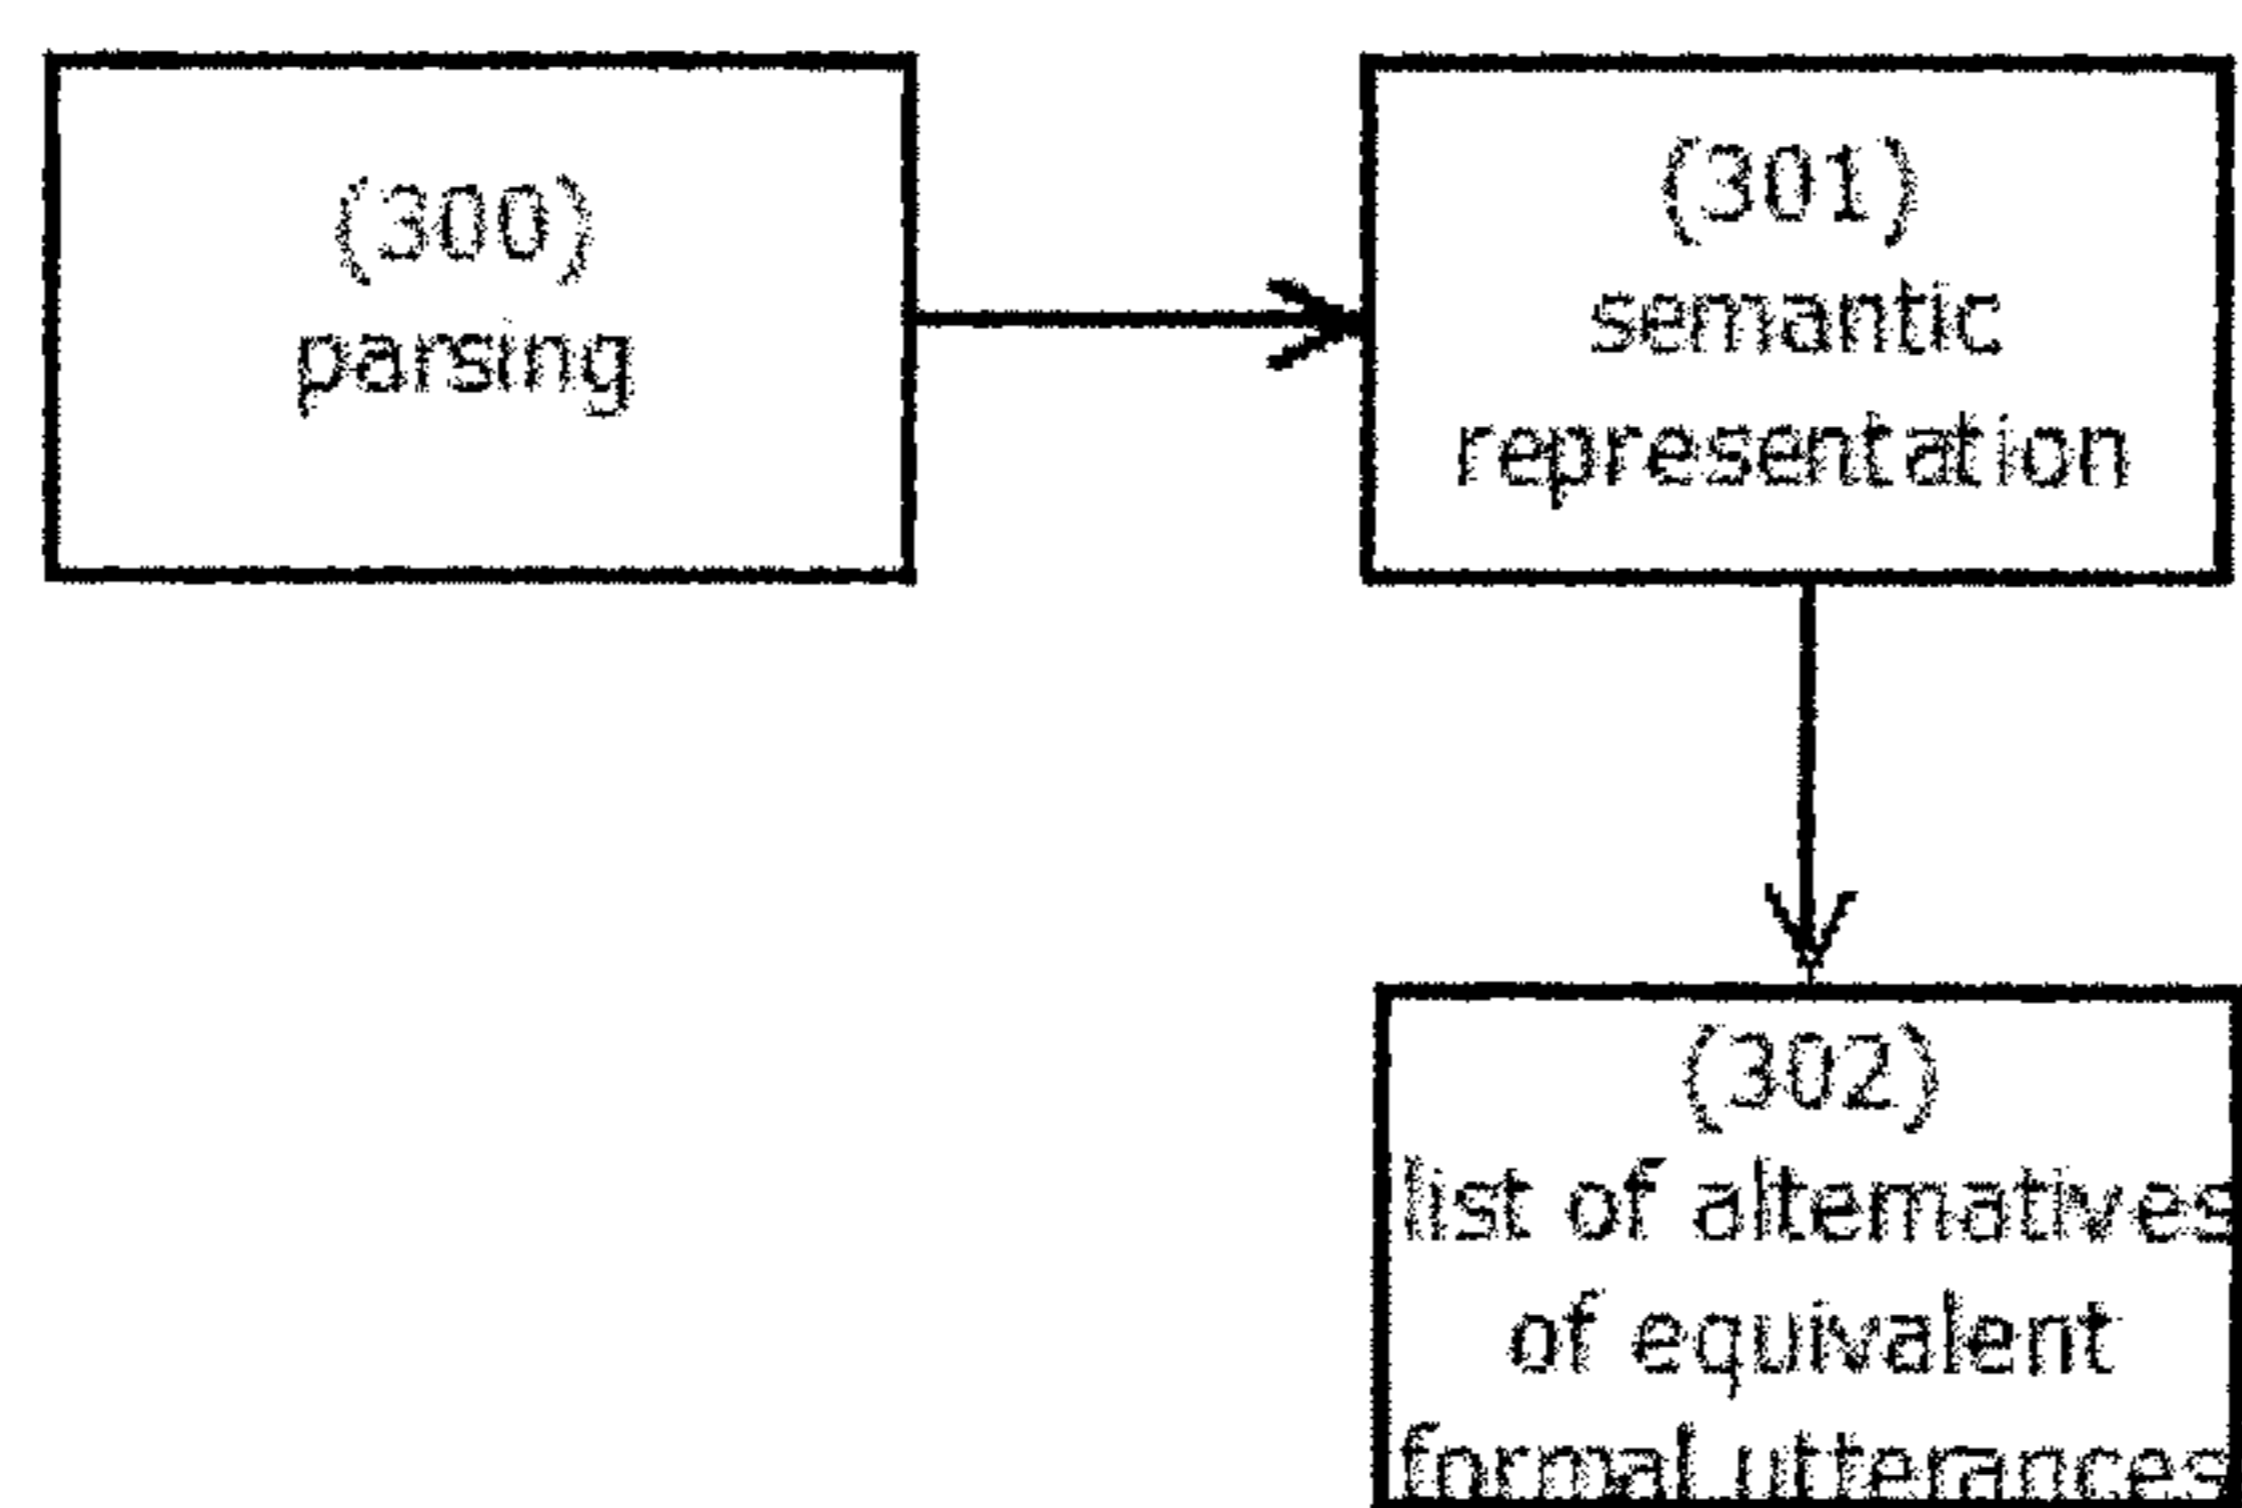 (300)
parsing
(301)
semantic
representation
(302)
list of alternatives
of equivalent
formal utterances